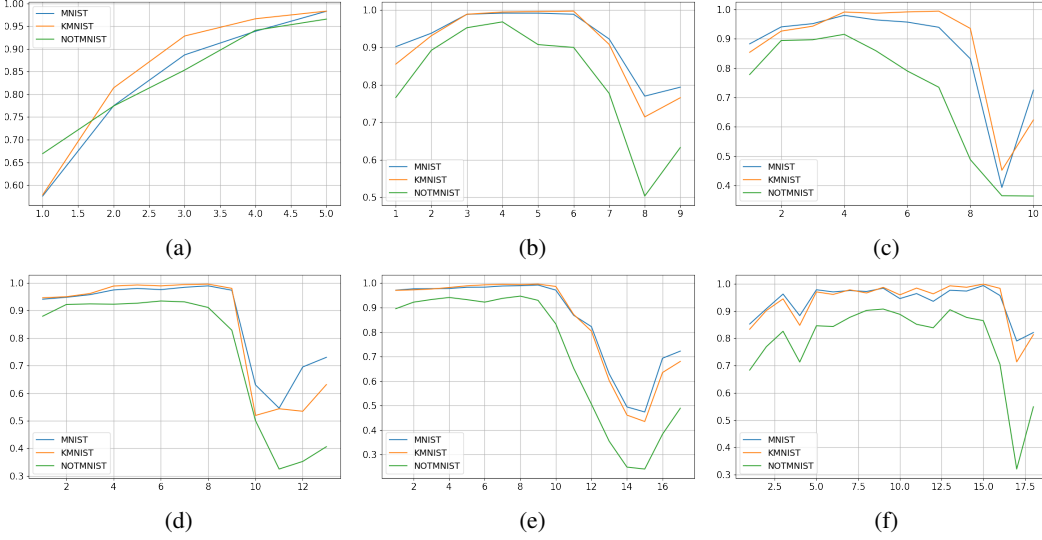 1.00
0.95
0.90
0.85
0.80
0.75
0.70
0.65
0.60
MNIST
KMNIST
NOTMNIST
1.0 1.5 2.0 2.5 3.0 3.5 4.0 4.5 5.0
(a)
1.0
0.9
0.8
0.7
0.6
0.5
MNIST
KMNIST
NOTMNIST
1 2 3 4 5 6 7 8 9
(b)
1.0
0.9
0.8
0.7
0.6
0.5
0.4
MNIST
KMNIST
NOTMNIST
2 4 6 8 10
(c)
1.0
0.9
0.8
0.7
0.6
0.5
0.4
0.3
MNIST
KMNIST
NOTMNIST
2 4 6 8 10 12
(d)
1.0
0.9
0.8
0.7
0.6
0.5
0.4
0.3
MNIST
KMNIST
NOTMNIST
2 4 6 8 10 12 14 16
(e)
1.0
0.9
0.8
0.7
0.6
0.5
0.4
0.3
MNIST
KMNIST
NOTMNIST
2.5 5.0 7.5 10.0 12.5 15.0 17.5
(f)